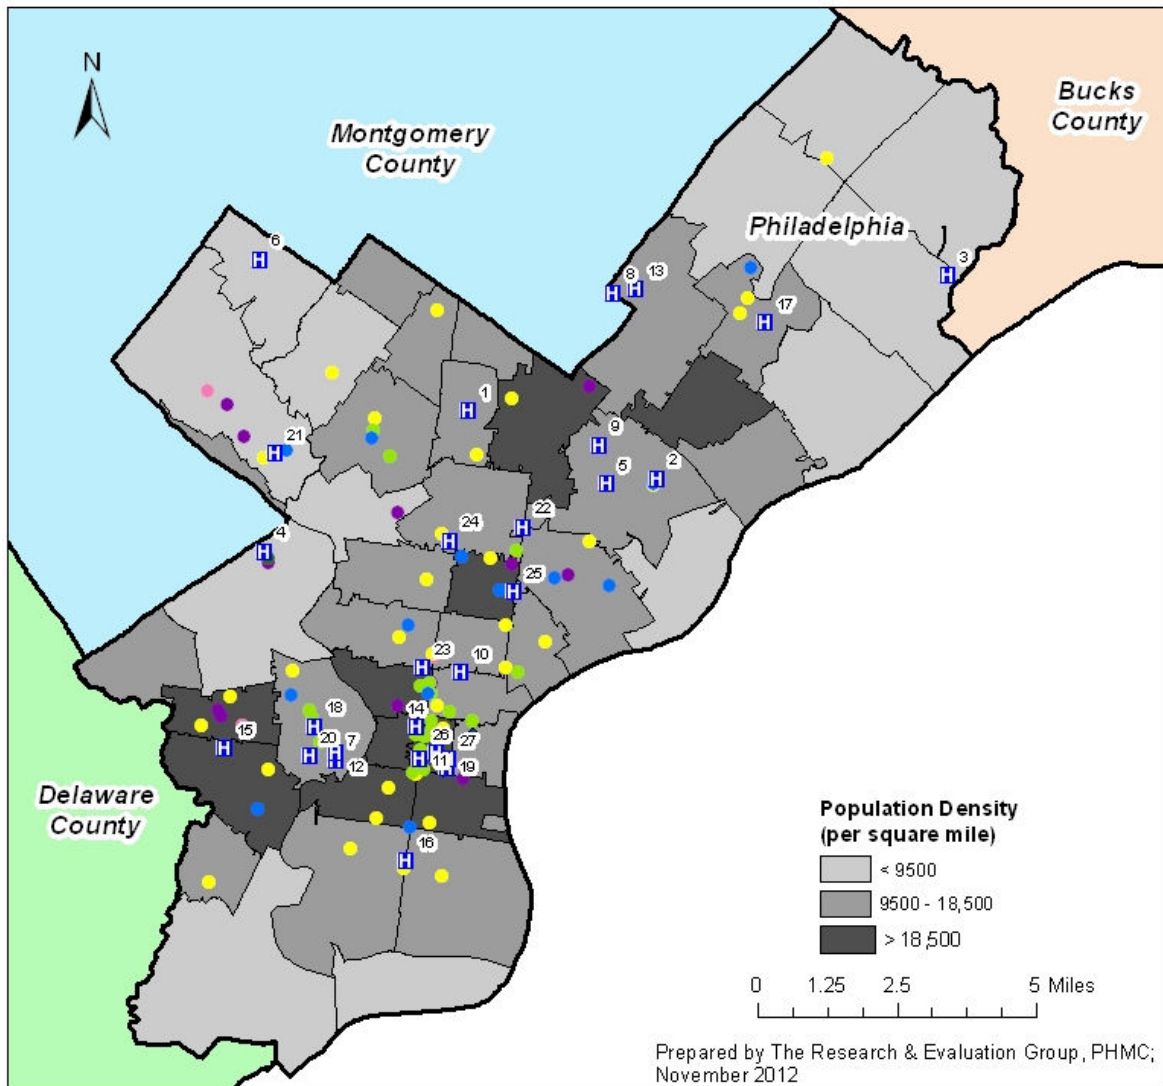 N
Montgomery
County
Bucks
County
Philadelphia
6
H
3
H
8
13
H
H
17
H
1
H
9
H
21
H
5
H
2
H
22
H
24
H
4
H
25
H
23
H
10
H
18
H
14
H
15
H
20
H
7
H
12
H
26
H
27
H
11
H
19
H
16
H
Delaware
County
Population Density
(per square mile)
< 9500
9500 - 18,500
> 18,500
0 1.25 2.5 5 Miles
Prepared by The Research & Evaluation Group, PHMC;
November 2012